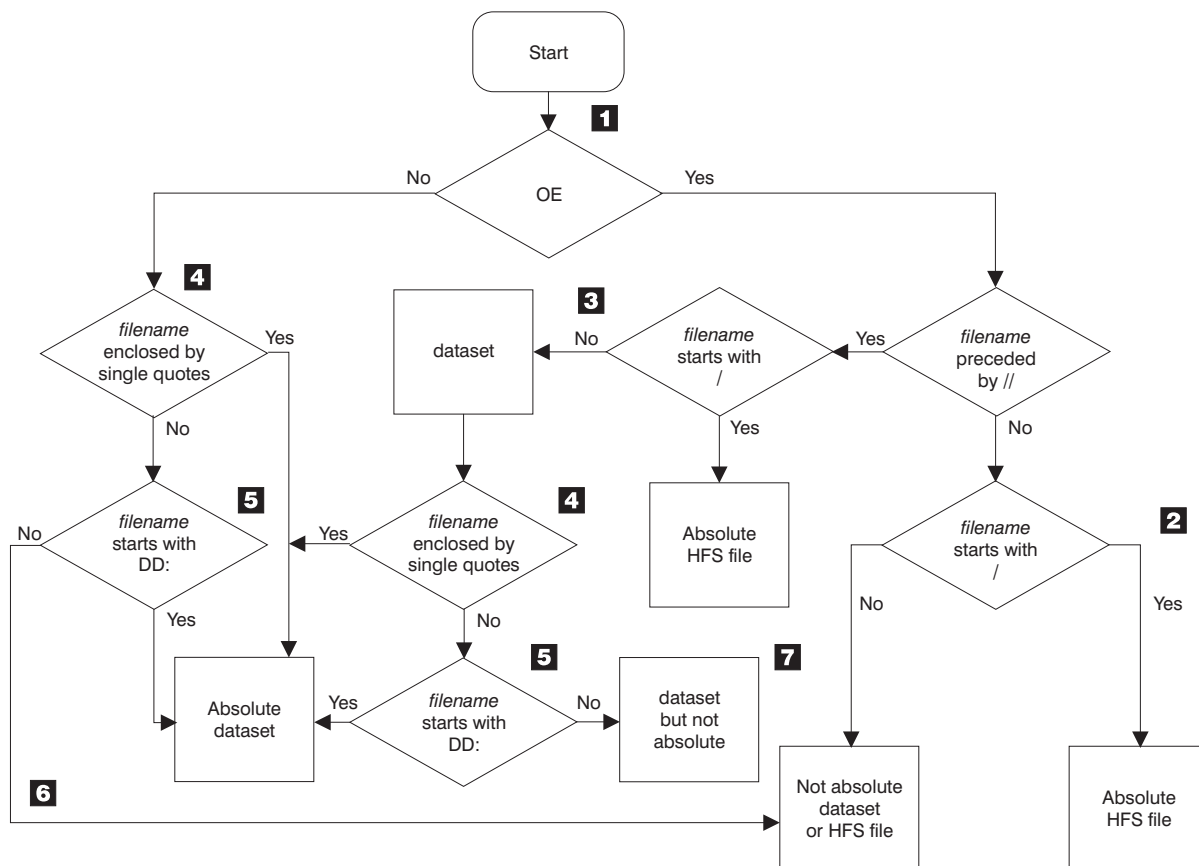 Start
1
OE
No
Yes
4
filename
enclosed by
single quotes
Yes
No
dataset
3
No
filename
starts with
/
Yes
Yes
filename
preceded
by //
No
5
No
filename
starts with
DD:
Yes
Yes
filename
enclosed by
single quotes
4
No
Absolute
HFS file
filename
starts with
/
2
No
Yes
Absolute
dataset
Yes
filename
starts with
DD:
5
No
dataset
but not
absolute
7
6
Not absolute
dataset
or HFS file
Absolute
HFS file